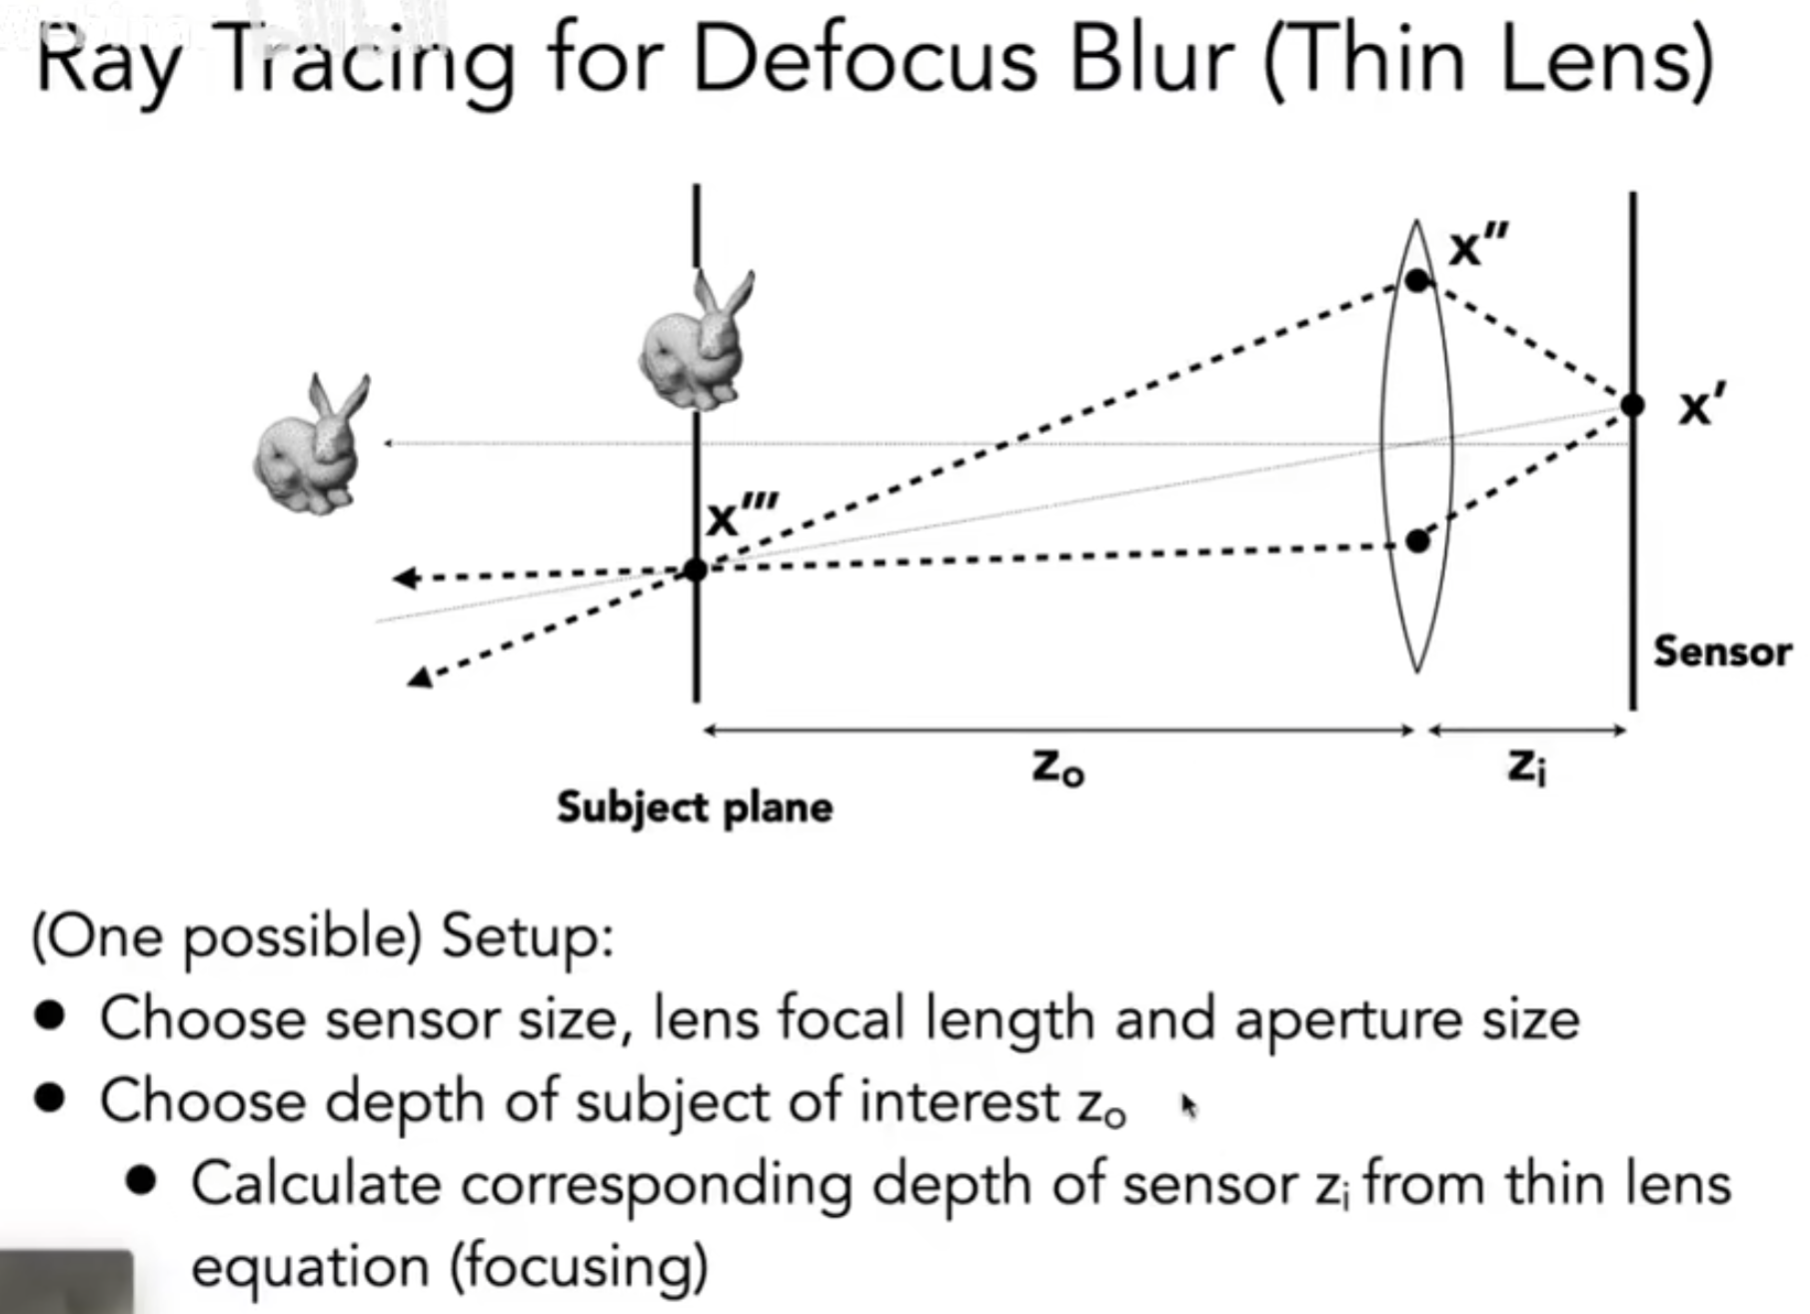 Ray Tracing for Defocus Blur (Thin Lens)
x″
x′
x‴
Sensor
zₒ
zᵢ
Subject plane
(One possible) Setup:
● Choose sensor size, lens focal length and aperture size
● Choose depth of subject of interest zₒ
● Calculate corresponding depth of sensor zᵢ from thin lens
equation (focusing)